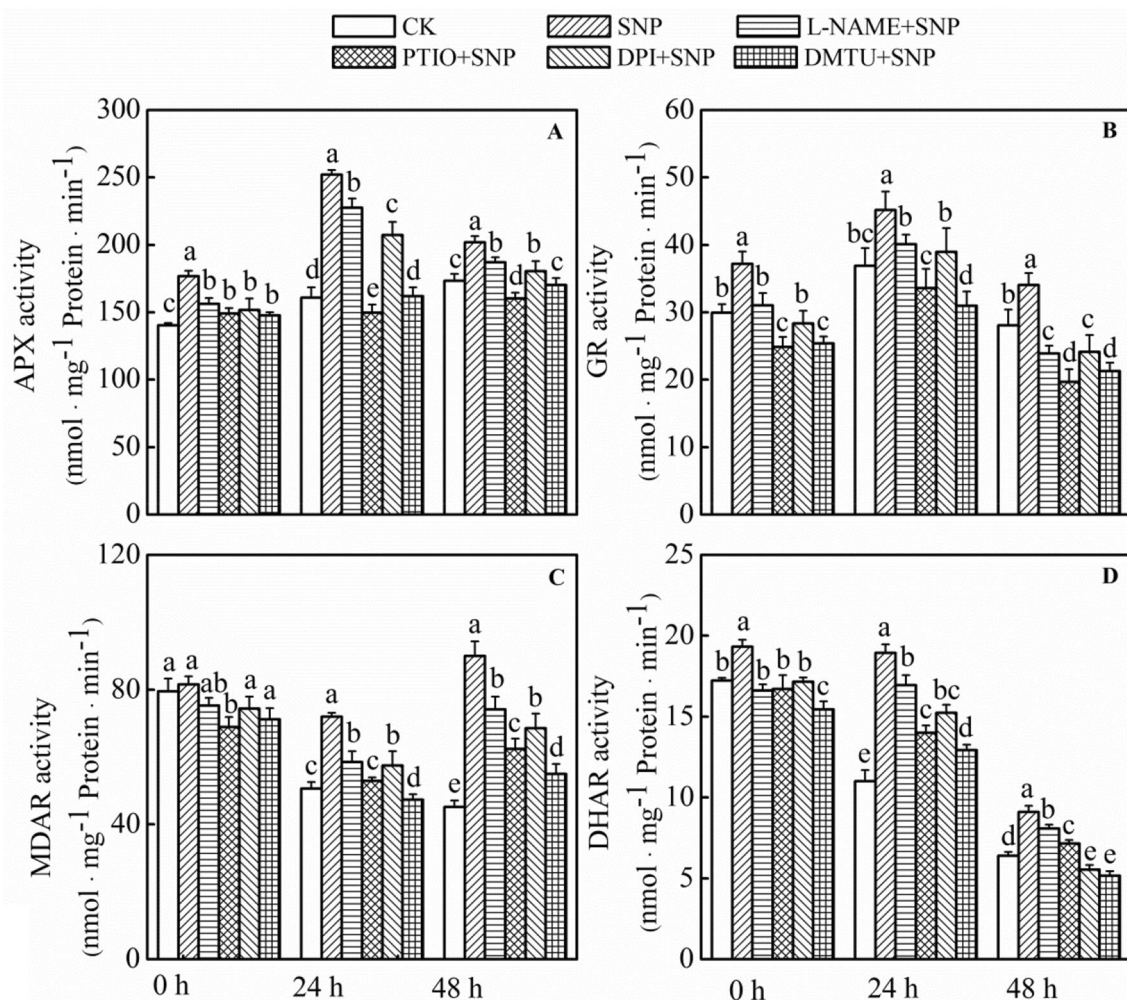 CK SNP L-NAME+SNP
PTIO+SNP DPI+SNP DMTU+SNP
A
300
250
200
150
100
50
0
APX activity
(nmol · mg-1 Protein · min-1)
c a b b b b
d a b e c d
c a b d b c
B
60
50
40
30
20
10
0
GR activity
(nmol · mg-1 Protein · min-1)
b a b c b c
bc a b c b d
b a c d c d
C
120
80
40
0
MDAR activity
(nmol · mg-1 Protein · min-1)
a a ab b a a
c a b c b d
e a b c b d
0 h 24 h 48 h
D
25
20
15
10
5
0
DHAR activity
(nmol · mg-1 Protein · min-1)
b a b b b c
e a b c bc d
d a b c e e
0 h 24 h 48 h